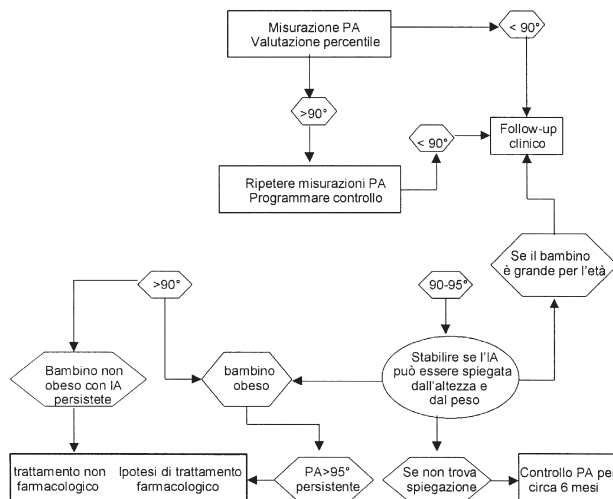 Misurazione PA
Valutazione percentile
< 90°
>90°
< 90°
Follow-up
clinico
Ripetere misurazioni PA
Programmare controllo
Se il bambino
è grande per l'età
>90°
90-95°
Bambino non
obeso con IA
persistete
bambino
obeso
Stabilire se l'IA
può essere spiegata
dall'altezza e
dal peso
trattamento non
farmacologico
Ipotesi di trattamento
farmacologico
PA>95°
persistente
Se non trova
spiegazione
Controllo PA per
circa 6 mesi